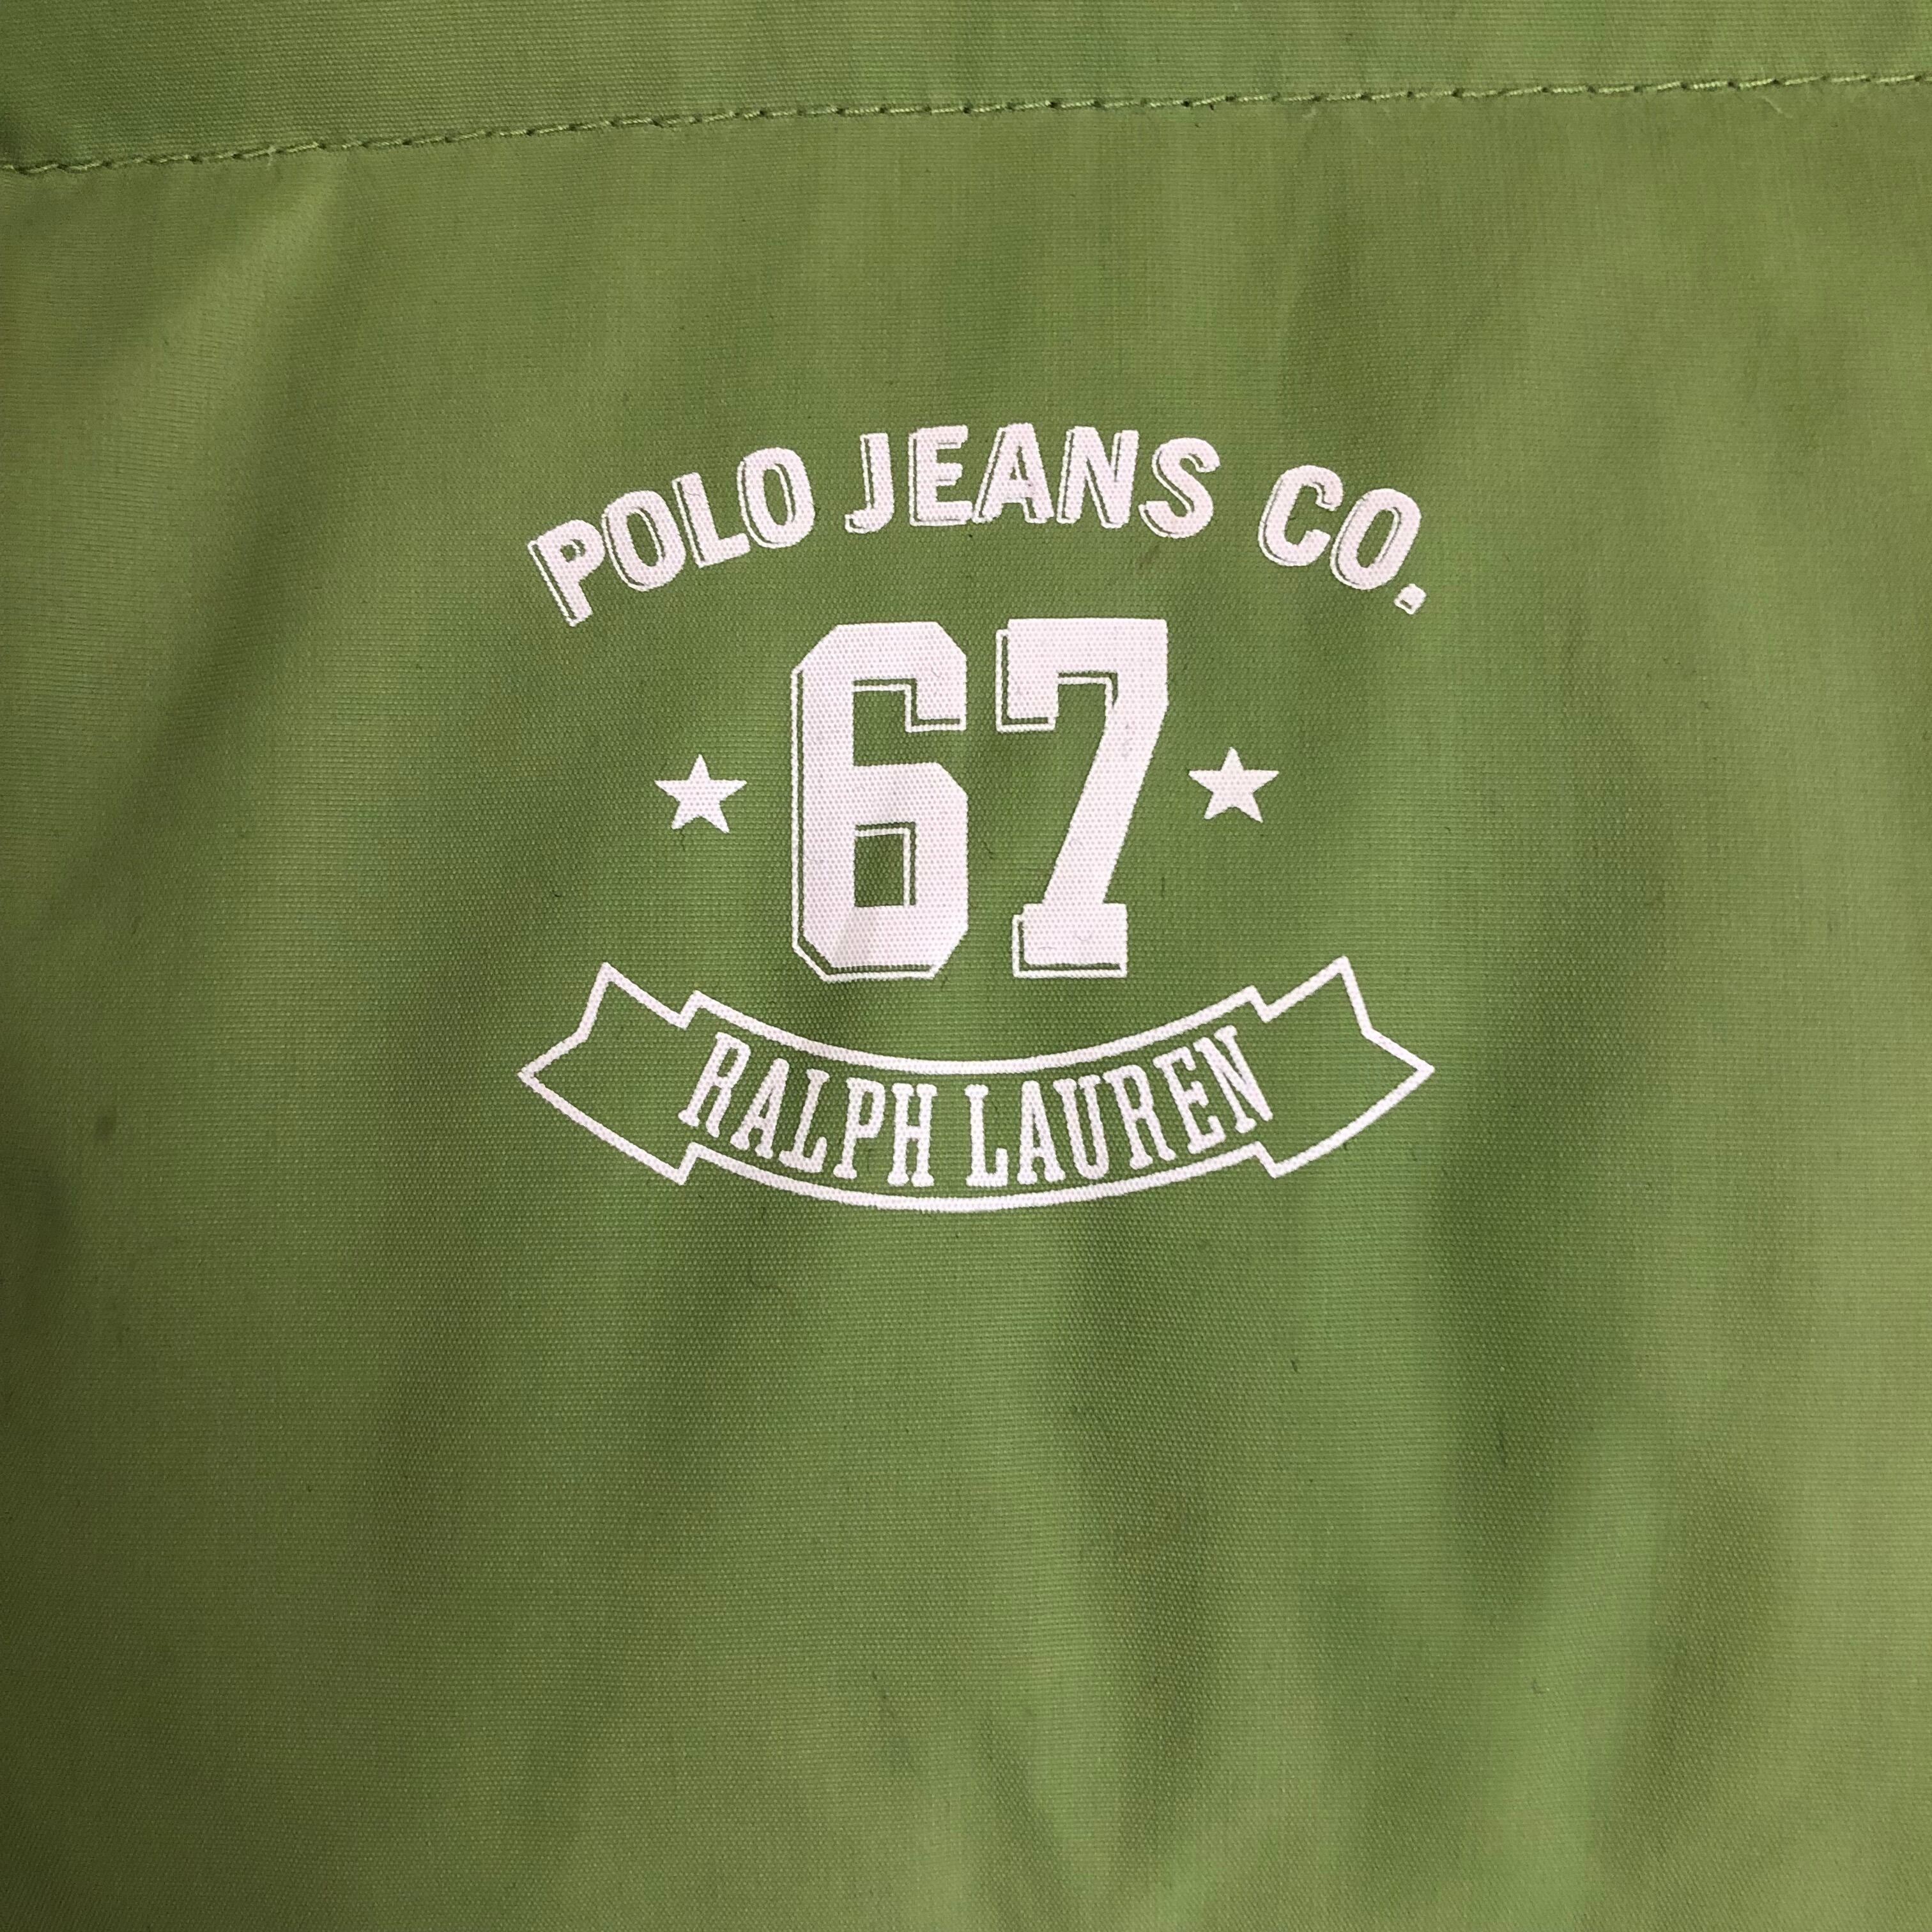 POLO JEANS CO.
67
RALPH LAUREN